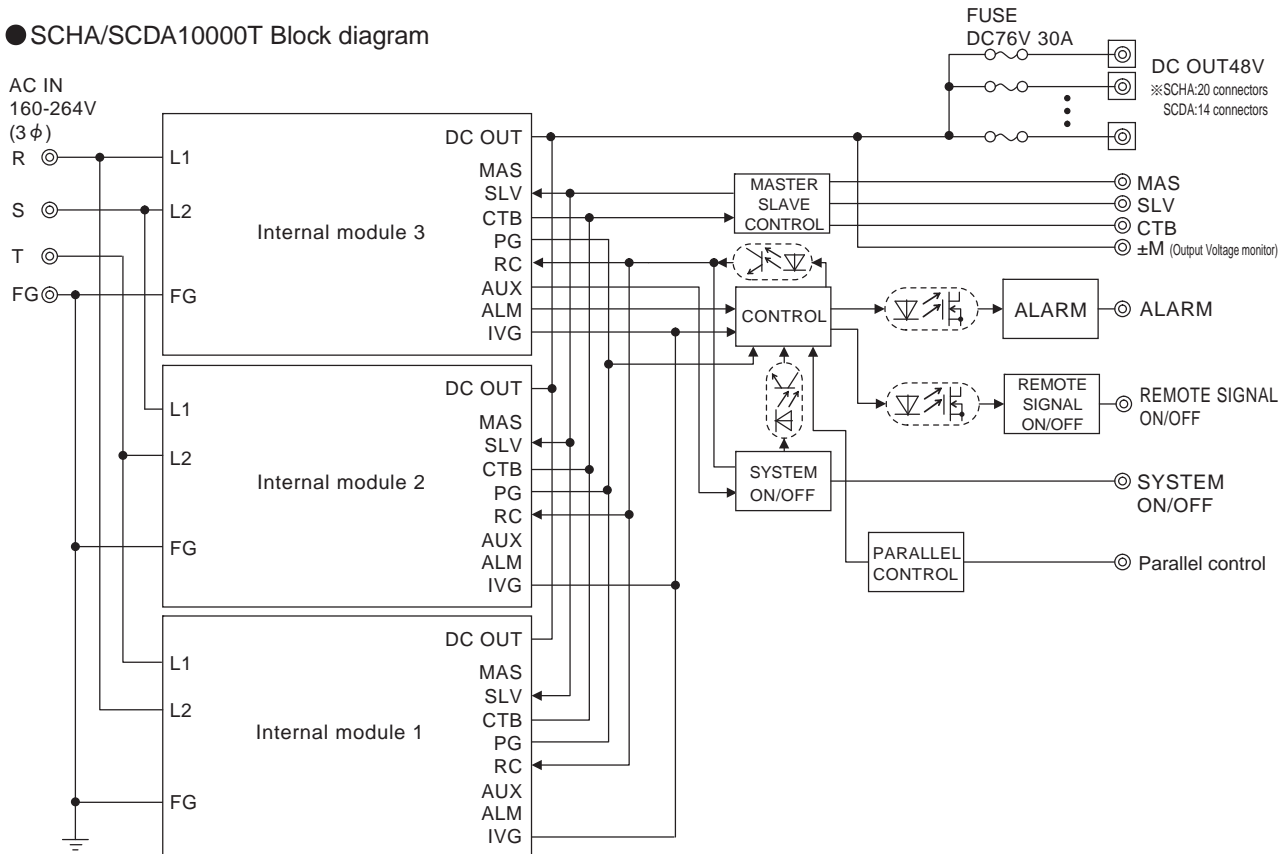 ●SCHA/SCDA10000T Block diagram
FUSE
DC76V 30A
DC OUT48V
※SCHA:20 connectors
SCDA:14 connectors
AC IN
160-264V
(3φ)
R
S
T
FG
L1
L2
FG
Internal module 3
DC OUT
MAS
SLV
CTB
PG
RC
AUX
ALM
IVG
MASTER
SLAVE
CONTROL
MAS
SLV
CTB
±M (Output Voltage monitor)
CONTROL
ALARM
ALARM
REMOTE
SIGNAL
ON/OFF
REMOTE SIGNAL
ON/OFF
SYSTEM
ON/OFF
SYSTEM
ON/OFF
PARALLEL
CONTROL
Parallel control
L1
L2
FG
Internal module 2
DC OUT
MAS
SLV
CTB
PG
RC
AUX
ALM
IVG
L1
L2
FG
Internal module 1
DC OUT
MAS
SLV
CTB
PG
RC
AUX
ALM
IVG